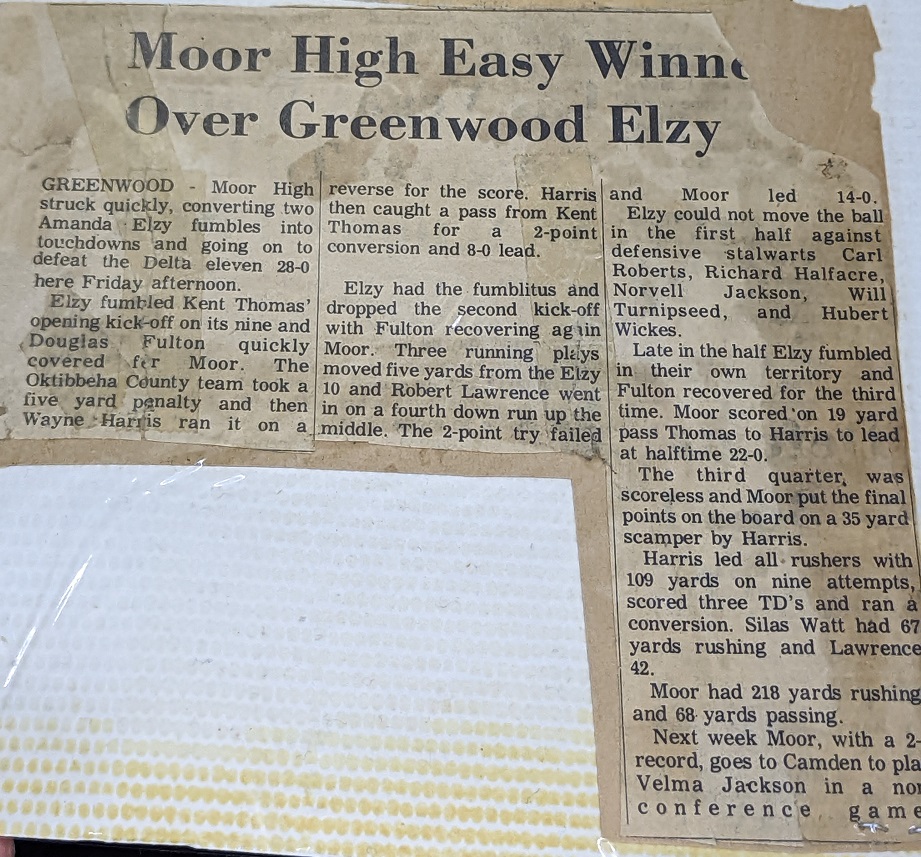 Moor High Easy
Over Greenwood Elzy
GREENWOOD - Moor High
struck quickly, converting two
Amanda Elzy fumbles into
touchdowns and going on to
defeat the Delta eleven 28-0
here Friday afternoon.
Elzy fumbled Kent Thomas'
opening kick-off on its nine and
Douglas Fulton quickly
covered for Moor. The
Oktibbeha County team took a
five yard penalty and then
Wayne Harris ran it on a
reverse for the score. Harris
then caught a pass from Kent
Thomas for a 2-point
conversion and 8-0 lead.
Elzy had the fumblitus and
dropped the second kick-off
with Fulton recovering again
Moor. Three running plays
moved five yards from the Elzy
10 and Robert Lawrence went
in on a fourth down run up the
middle. The 2-point try failed
and Moor led 14-0.
Elzy could not move the ball
in the first half against
defensive stalwarts Carl
Roberts, Richard Halfacre,
Norvell Jackson, Will
Turnipseed, and Hubert
Wickes.
Late in the half Elzy fumbled
in their own territory and
Fulton recovered for the third
time. Moor scored on 19 yard
pass Thomas to Harris to lead
at halftime 22-0.
The third quarter was
scoreless and Moor put the final
points on the board on a 35 yard
scamper by Harris.
Harris led all rushers with
109 yards on nine attempts,
scored three TD's and ran a
conversion. Silas Watt had 67
yards rushing and Lawrence
42.
Moor had 218 yards rushing
and 68 yards passing.
Next week Moor, with a 2-
record, goes to Camden to
Velma Jackson in a
conference game